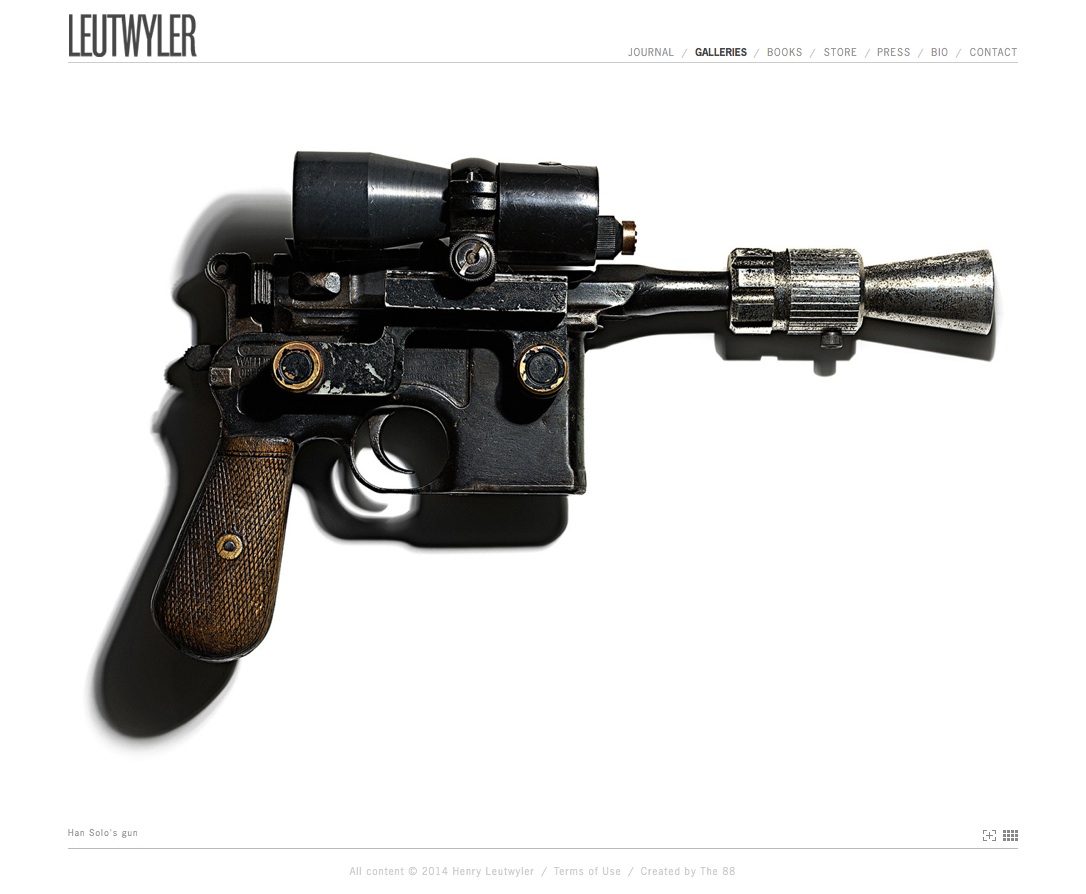 LEUTWYLER
JOURNAL / GALLERIES / BOOKS / STORE / PRESS / BIO / CONTACT
Han Solo's gun
All content © 2014 Henry Leutwyler / Terms of Use / Created by The 88